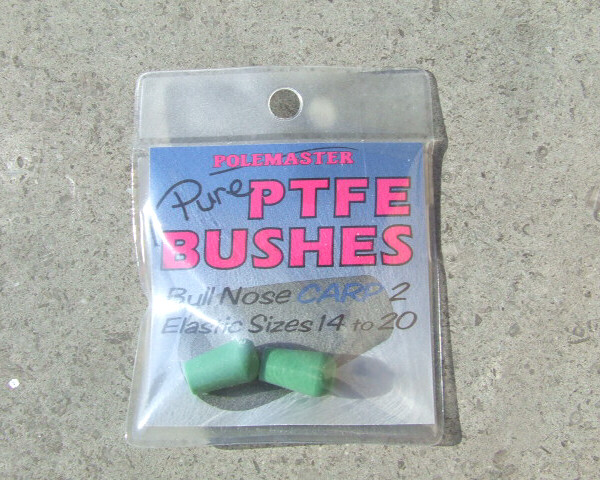 POLEMASTER
Pure PTFE
BUSHES
Bull Nose CARP 2
Elastic Sizes 14 to 20